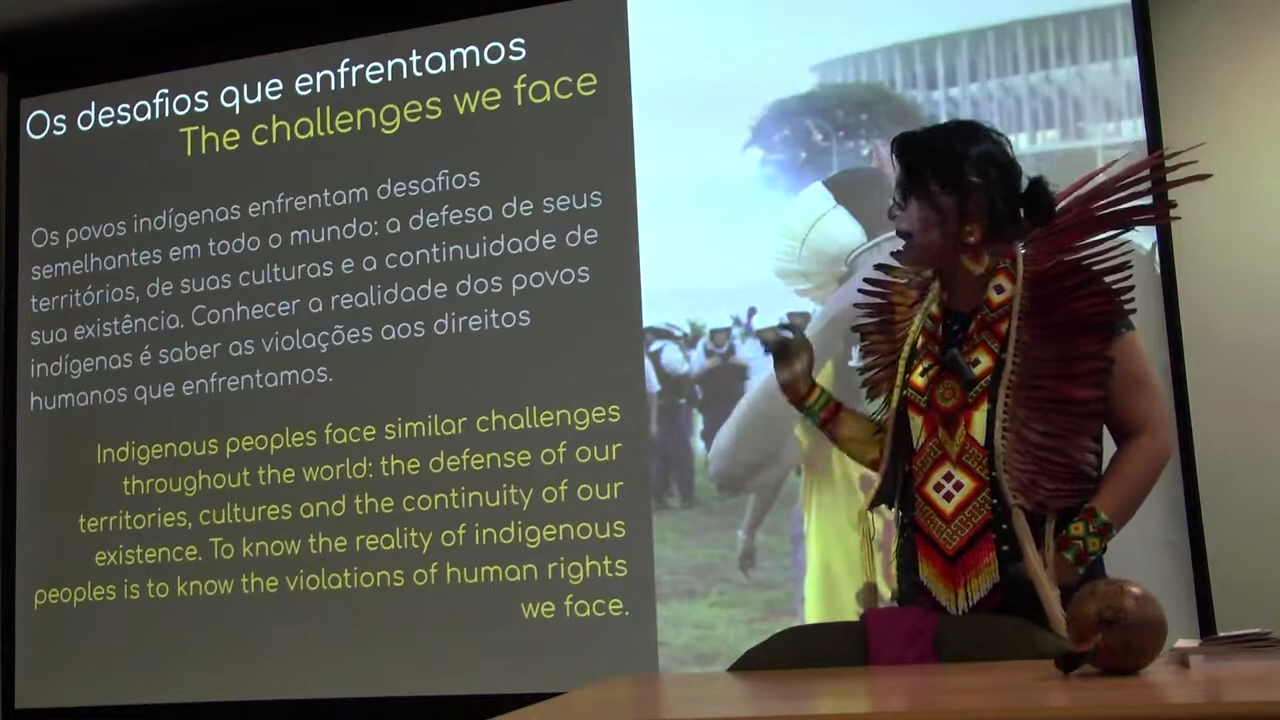 Os desafios que enfrentamos
The challenges we face
Os povos indígenas enfrentam desafios
semelhantes em todo o mundo: a defesa de seus
territórios, de suas culturas e a continuidade de
sua existência. Conhecer a realidade dos povos
indígenas é saber as violações aos direitos
humanos que enfrentamos.
Indigenous peoples face similar challenges
throughout the world: the defense of our
territories, cultures and the continuity of our
existence. To know the reality of indigenous
peoples is to know the violations of human rights
we face.